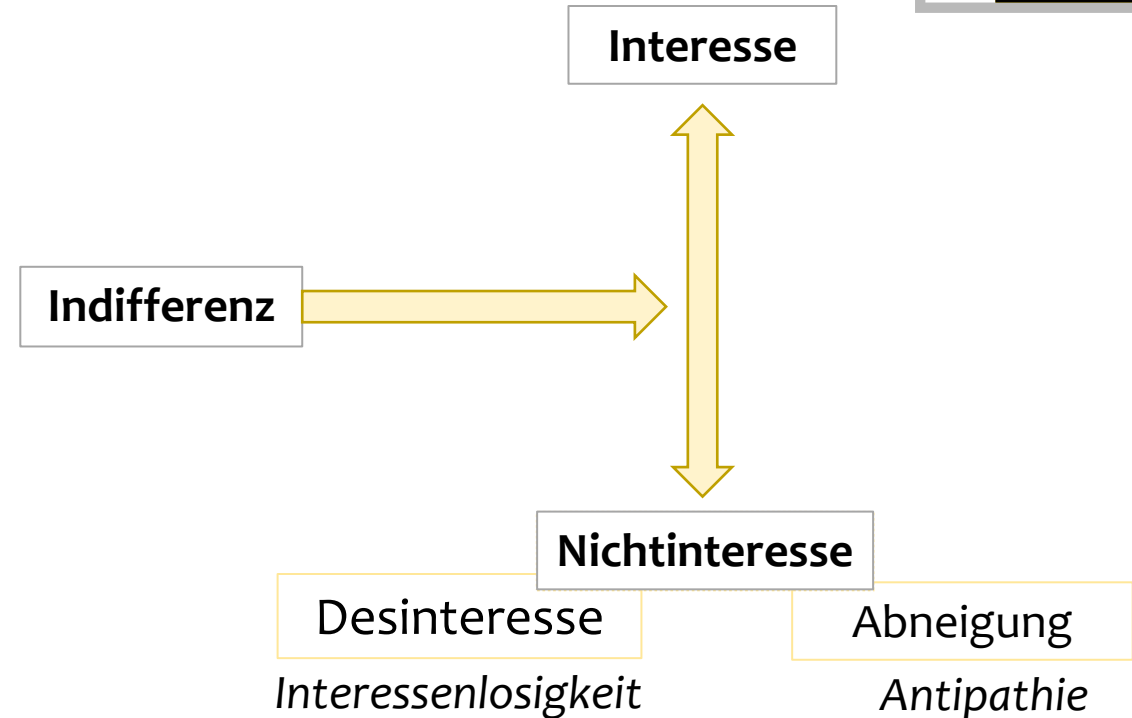 Interesse
Indifferenz
Nichtinteresse
Desinteresse
Abneigung
Interessenlosigkeit
Antipathie